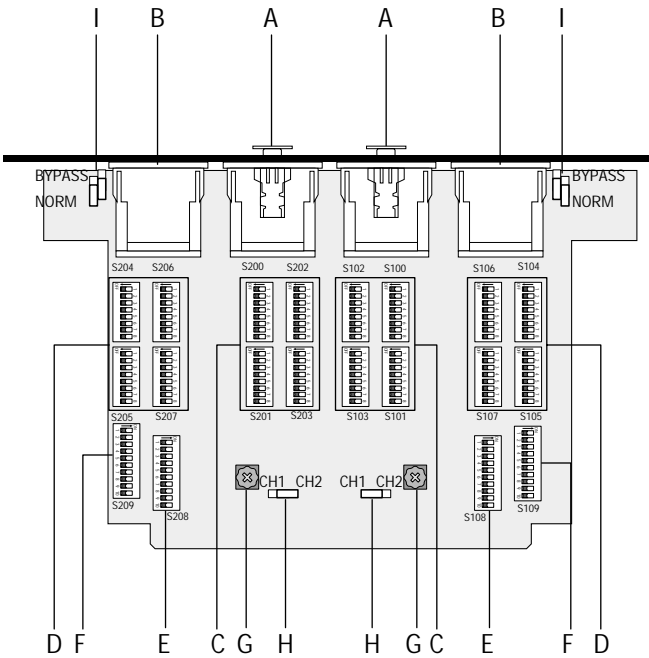 I B A A B I
BYPASS BYPASS
NORM NORM
S204 S206 S200 S202 S102 S100 S106 S104
S205 S207 S201 S203 S103 S101 S107 S105
CH1 CH2 CH1 CH2
S209 S208 S108 S109
D F E C G H H G C E F D